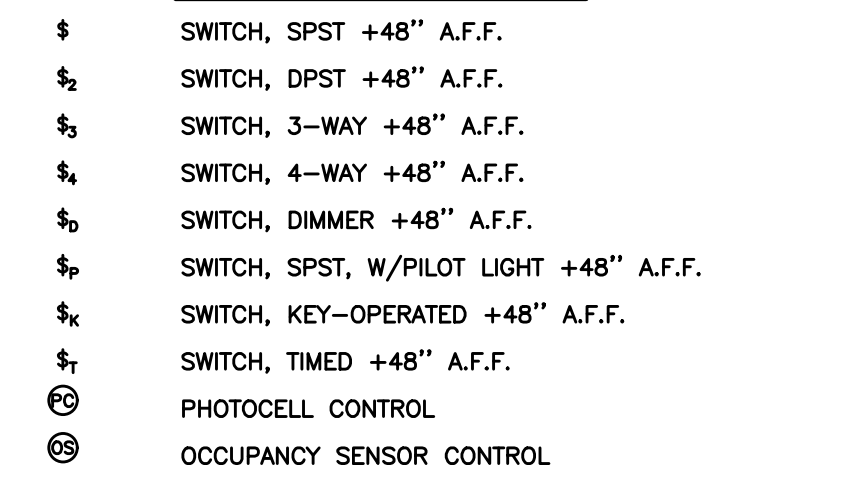 $ SWITCH, SPST +48" A.F.F.
$2 SWITCH, DPST +48" A.F.F.
$3 SWITCH, 3-WAY +48" A.F.F.
$4 SWITCH, 4-WAY +48" A.F.F.
$D SWITCH, DIMMER +48" A.F.F.
$P SWITCH, SPST, W/PILOT LIGHT +48" A.F.F.
$K SWITCH, KEY-OPERATED +48" A.F.F.
$T SWITCH, TIMED +48" A.F.F.
PC PHOTOCELL CONTROL
OS OCCUPANCY SENSOR CONTROL